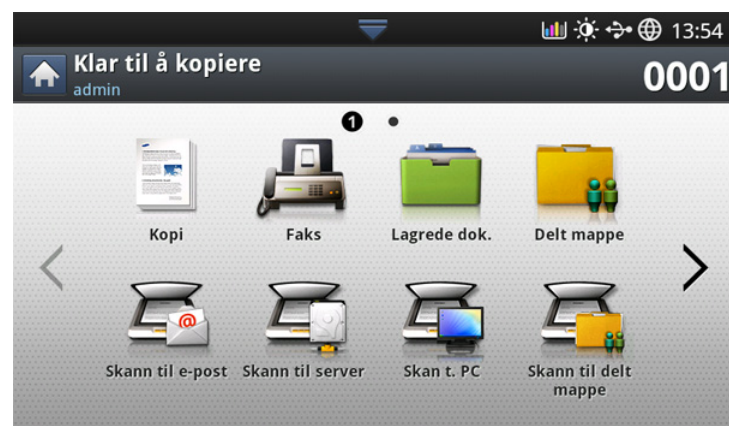 13:54
Klar til å kopiere
admin
0001
1
Kopi
Faks
Lagrede dok.
Delt mappe
@
Skann til e-post
Skann til server
Skan t. PC
Skann til delt
mappe